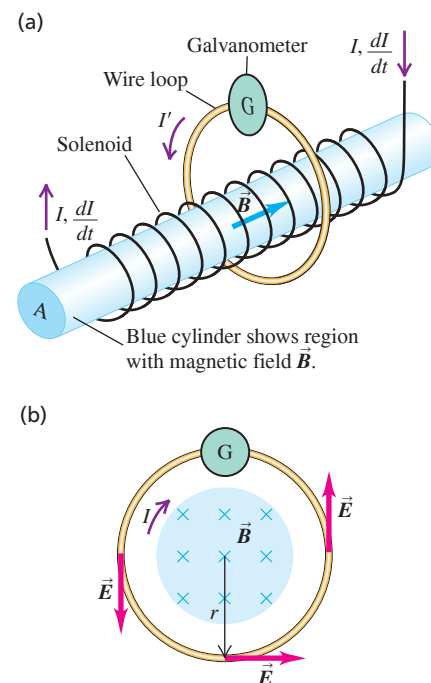 (a)
Galvanometer
Wire loop
G
I, dI/dt
I′
Solenoid
B⃗
I, dI/dt
A
Blue cylinder shows region
with magnetic field B⃗.
(b)
G
I
B⃗
E⃗
E⃗
r
E⃗